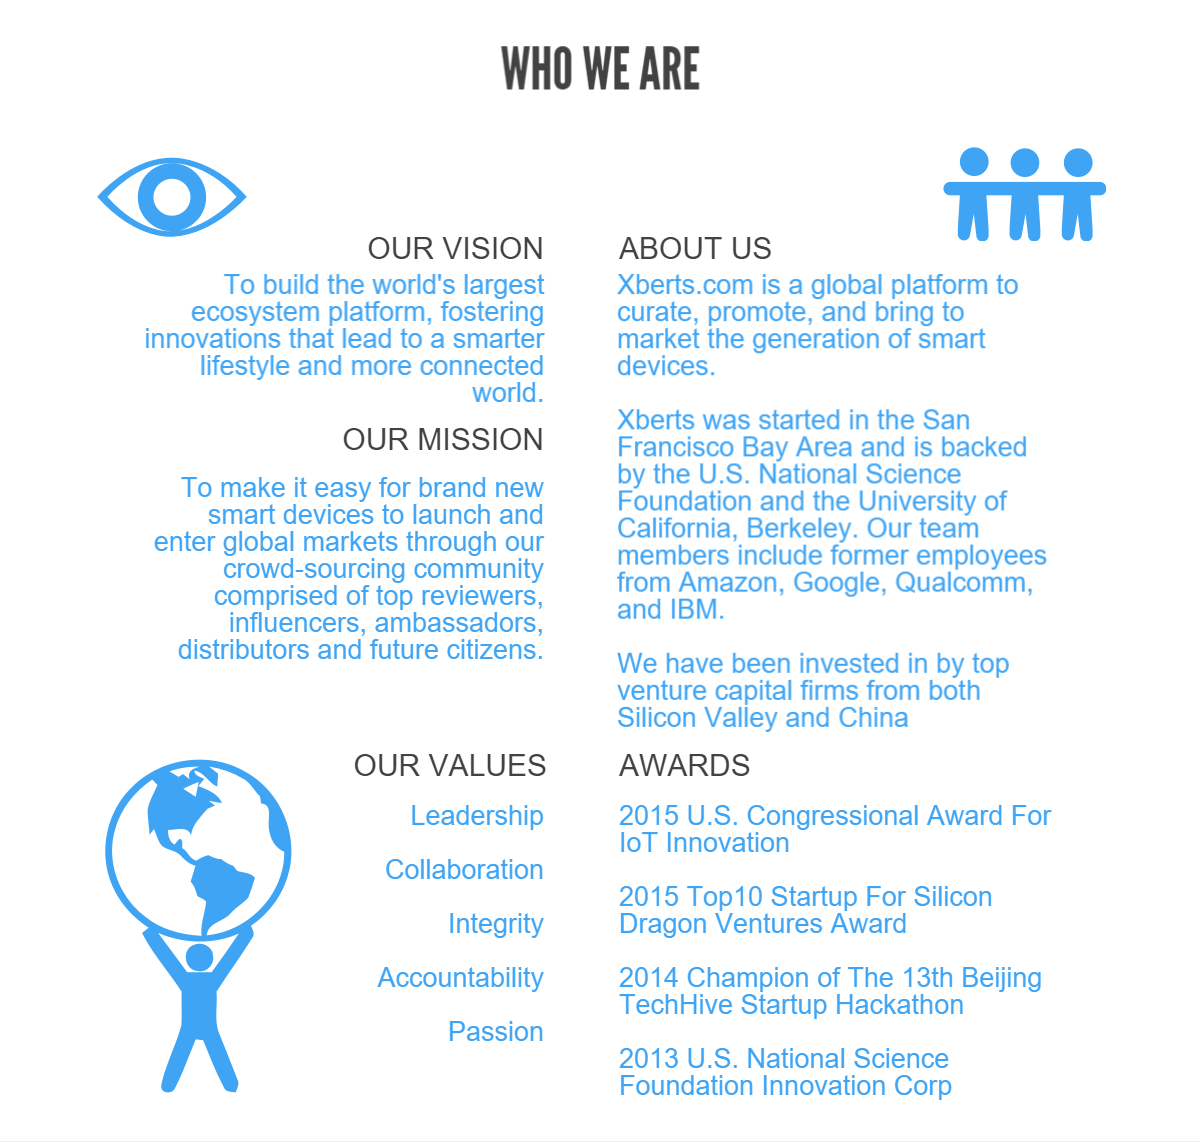 WHO WE ARE
OUR VISION
To build the world's largest
ecosystem platform, fostering
innovations that lead to a smarter
lifestyle and more connected
world.
OUR MISSION
To make it easy for brand new
smart devices to launch and
enter global markets through our
crowd-sourcing community
comprised of top reviewers,
influencers, ambassadors,
distributors and future citizens.
ABOUT US
Xberts.com is a global platform to
curate, promote, and bring to
market the generation of smart
devices.
Xberts was started in the San
Francisco Bay Area and is backed
by the U.S. National Science
Foundation and the University of
California, Berkeley. Our team
members include former employees
from Amazon, Google, Qualcomm,
and IBM.
We have been invested in by top
venture capital firms from both
Silicon Valley and China
OUR VALUES
Leadership
Collaboration
Integrity
Accountability
Passion
AWARDS
2015 U.S. Congressional Award For
IoT Innovation
2015 Top10 Startup For Silicon
Dragon Ventures Award
2014 Champion of The 13th Beijing
TechHive Startup Hackathon
2013 U.S. National Science
Foundation Innovation Corp